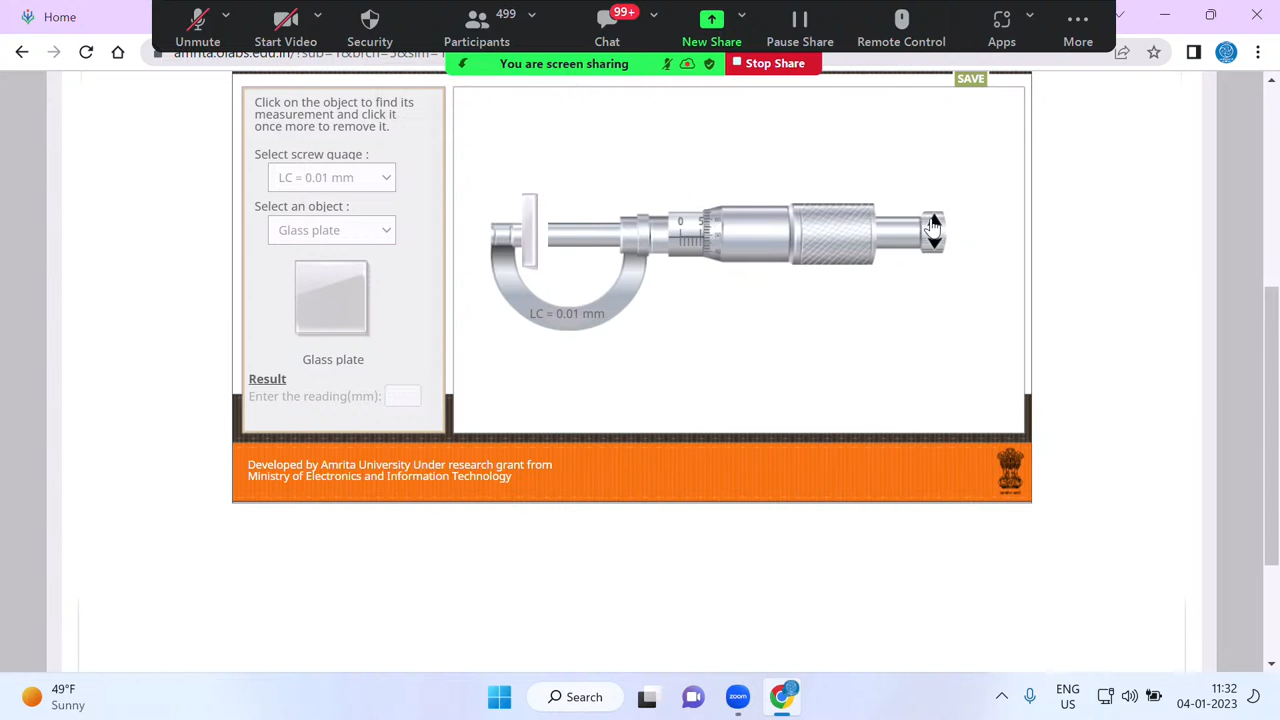 Home
Unmute
Start Video
Security
499
Participants
99+
Chat
New Share
Pause Share
Remote Control
Apps
More
You are screen sharing
Stop Share
SAVE
Click on the object to find its
measurement and click it
once more to remove it.
Select screw guage :
LC = 0.01 mm
Select an object :
Glass plate
Glass plate
Result
Enter the reading(mm):
0 5
LC = 0.01 mm
Developed by Amrita University Under research grant from
Ministry of Electronics and Information Technology
49°F
Sunny
Search
zoom
ENG
US
11:32
04-01-2023